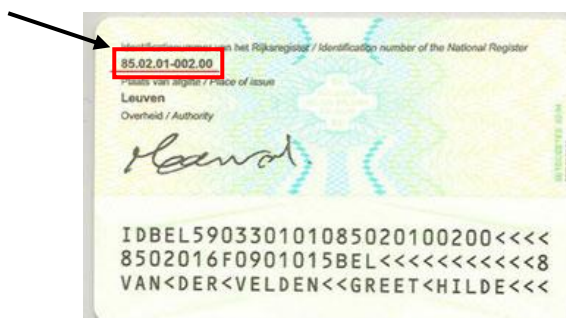 Identificatienummer van het Rijksregister / Identification number of the National Register
85.02.01-002.00
Plaats van afgifte / Place of issue
Leuven
Overheid / Authority
IDBEL590330101085020100200<<<<
8502016F0901015BEL<<<<<<<<<<<8
VAN<DER<VELDEN<<GREET<HILDE<<<